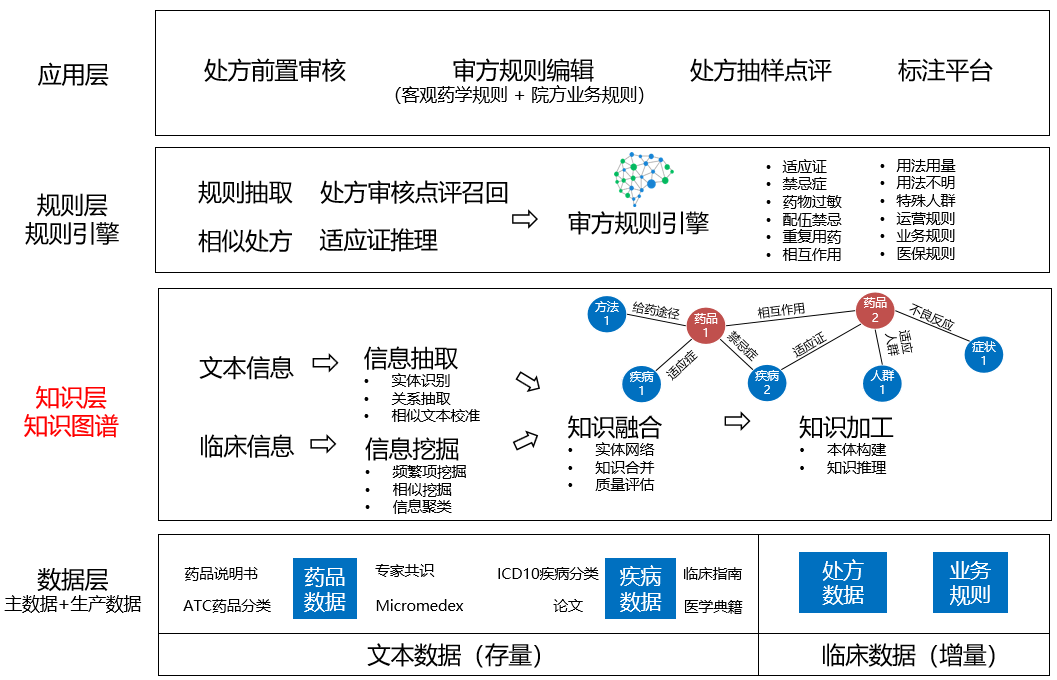 应用层
处方前置审核
审方规则编辑
（客观药学规则 + 院方业务规则）
处方抽样点评
标注平台
规则层
规则引擎
规则抽取
处方审核点评召回
相似处方
适应证推理
审方规则引擎
• 适应证
• 禁忌症
• 药物过敏
• 配伍禁忌
• 重复用药
• 相互作用
• 用法用量
• 用法不明
• 特殊人群
• 运营规则
• 业务规则
• 医保规则
知识层
知识图谱
文本信息
信息抽取
• 实体识别
• 关系抽取
• 相似文本校准
临床信息
信息挖掘
• 频繁项挖掘
• 相似挖掘
• 信息聚类
方法
1
给药途径
药品
1
相互作用
药品
2
不良反应
症状
1
疾病
1
适应症
禁忌症
疾病
2
适应证
适应
人群
人群
1
知识融合
• 实体网络
• 知识合并
• 质量评估
知识加工
• 本体构建
• 知识推理
数据层
主数据+生产数据
药品说明书
ATC药品分类
药品
数据
专家共识
Micromedex
ICD10疾病分类
论文
疾病
数据
临床指南
医学典籍
处方
数据
业务
规则
文本数据（存量）
临床数据（增量）